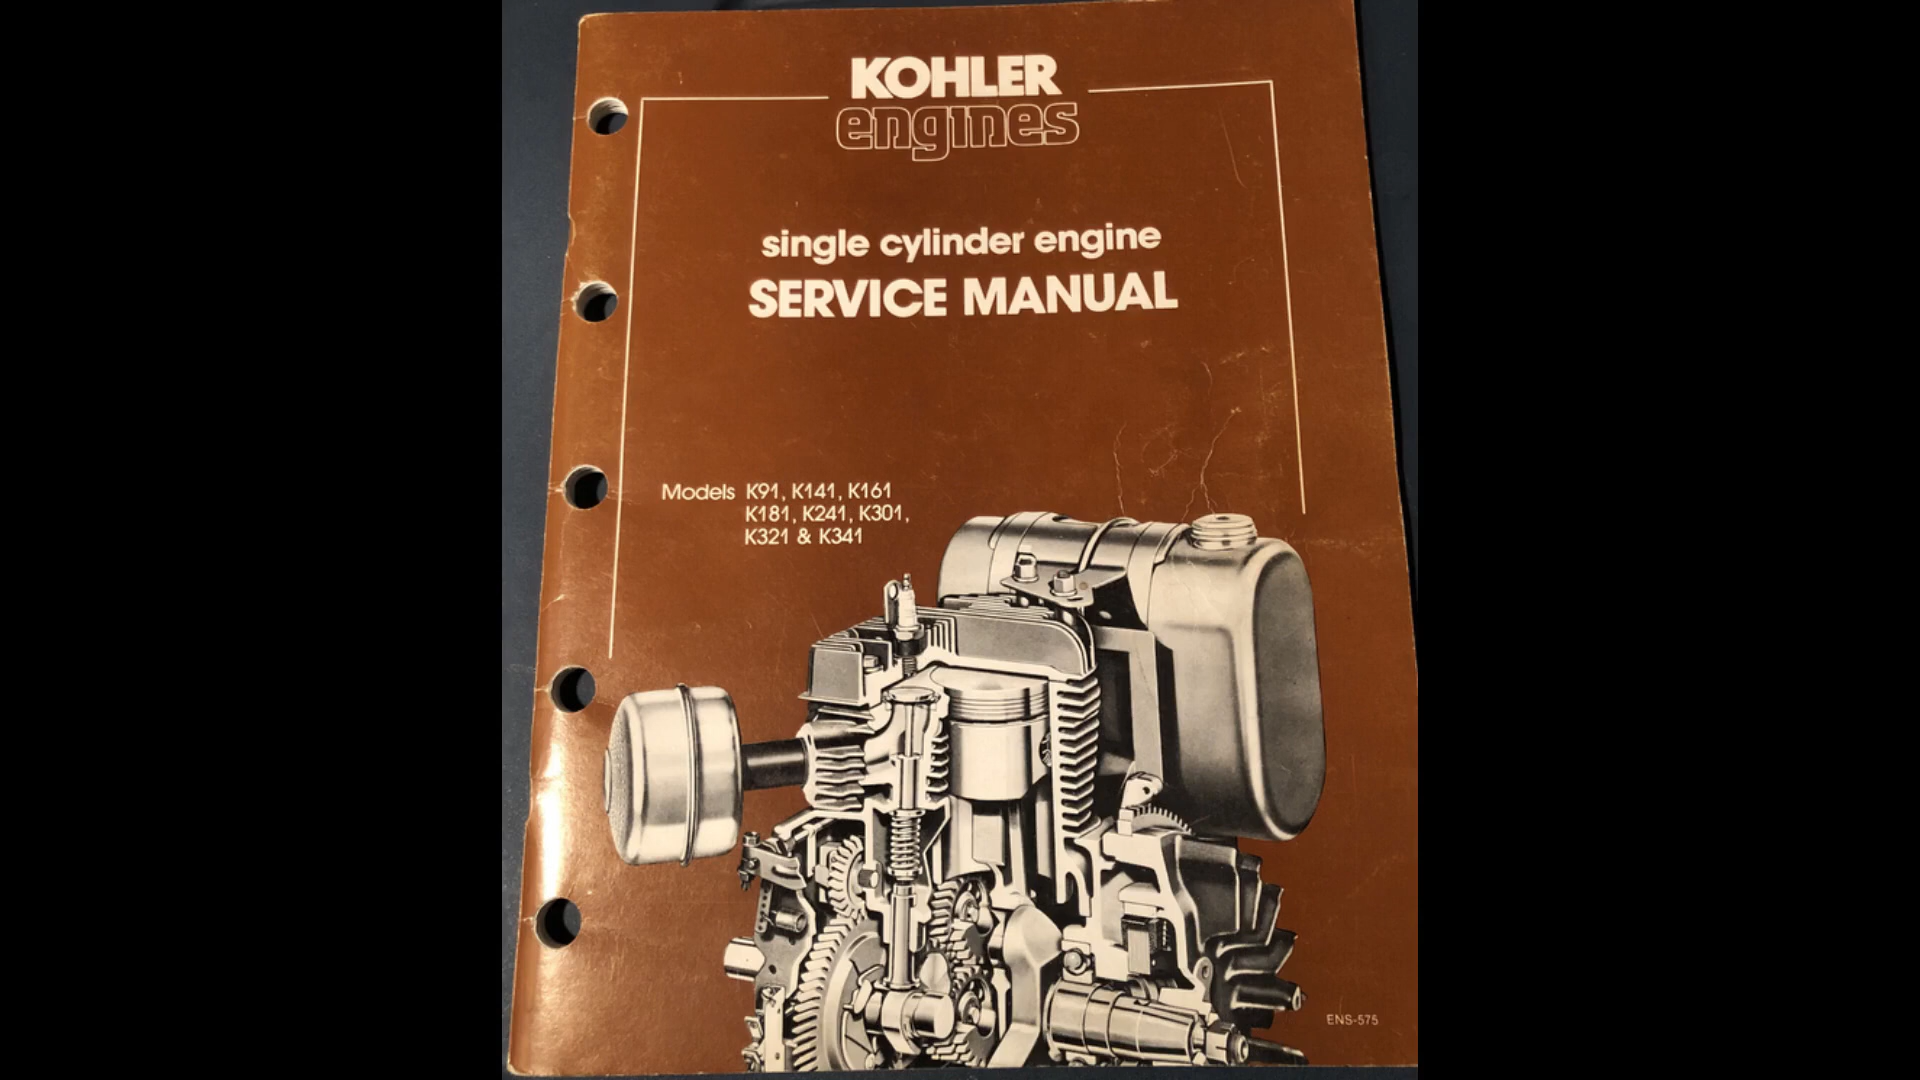 KOHLER
engines
single cylinder engine
SERVICE MANUAL
Models K91, K141, K161
K181, K241, K301,
K321 & K341
ENS-575